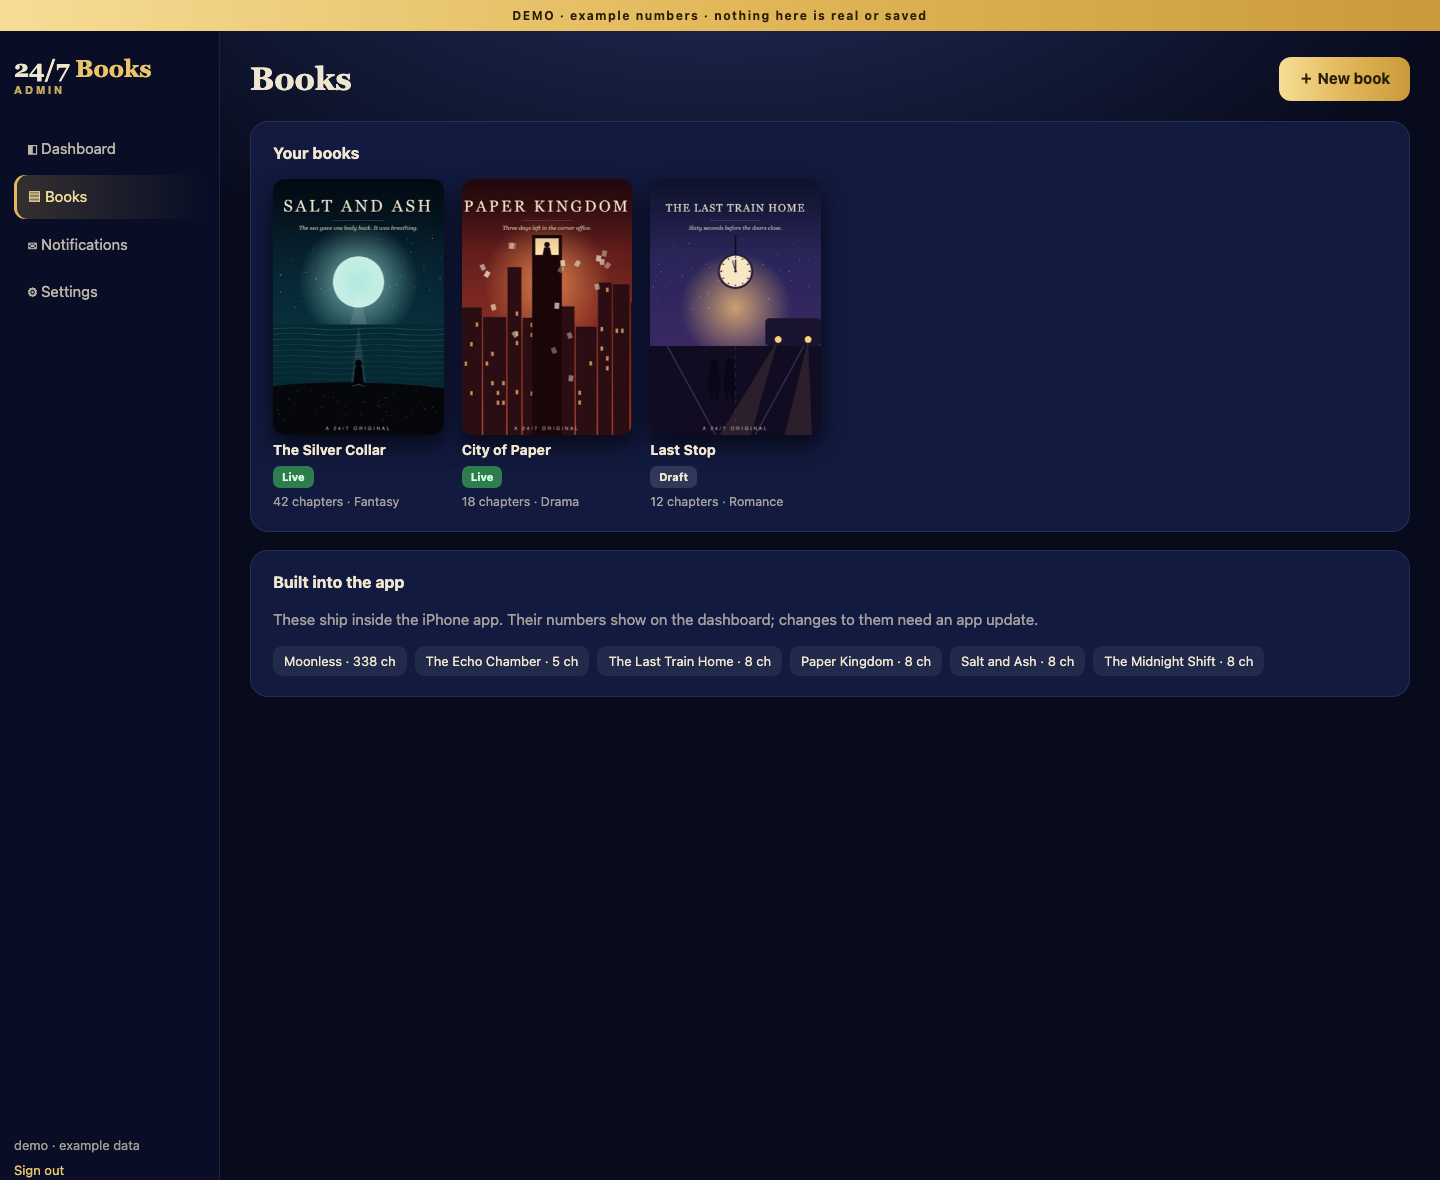 DEMO · example numbers · nothing here is real or saved
24/7 Books
ADMIN
Dashboard
Books
Notifications
Settings
Books
+ New book
Your books
SALT AND ASH
The sea gave one body back. It was breathing.
A 24/7 ORIGINAL
The Silver Collar
Live
42 chapters · Fantasy
PAPER KINGDOM
Three days left in the corner office.
A 24/7 ORIGINAL
City of Paper
Live
18 chapters · Drama
THE LAST TRAIN HOME
Sixty seconds before the doors close.
A 24/7 ORIGINAL
Last Stop
Draft
12 chapters · Romance
Built into the app
These ship inside the iPhone app. Their numbers show on the dashboard; changes to them need an app update.
Moonless · 338 ch
The Echo Chamber · 5 ch
The Last Train Home · 8 ch
Paper Kingdom · 8 ch
Salt and Ash · 8 ch
The Midnight Shift · 8 ch
demo · example data
Sign out